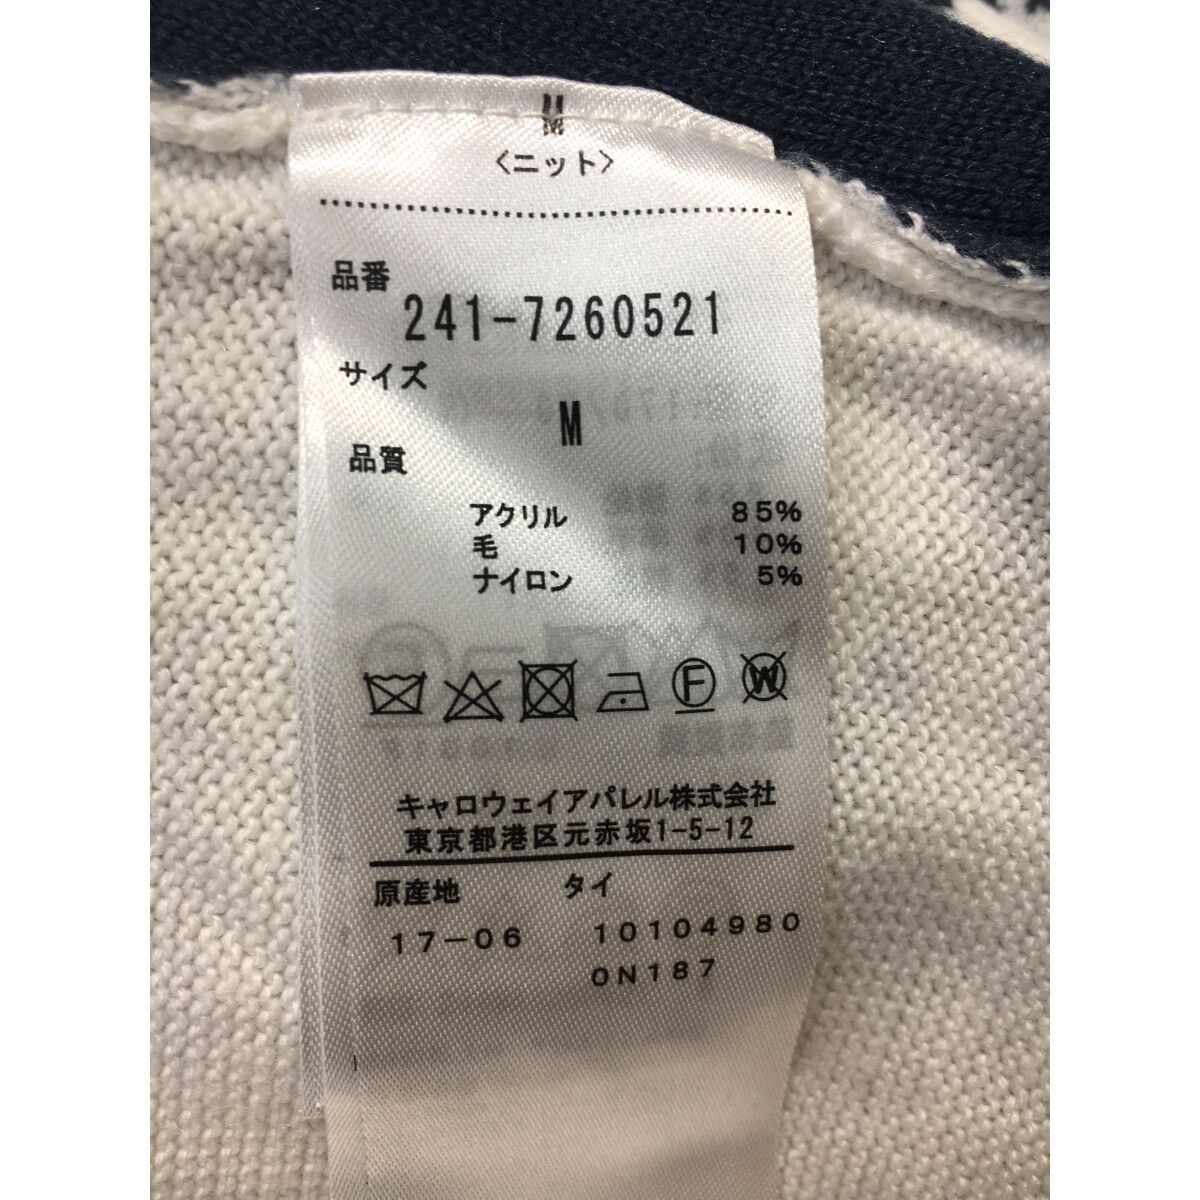 M
<ニット>
品番
241-7260521
サイズ
M
品質
アクリル 85%
毛 10%
ナイロン 5%
F W
キャロウェイアパレル株式会社
東京都港区元赤坂1-5-12
原産地 タイ
17-06 10104980
0N187